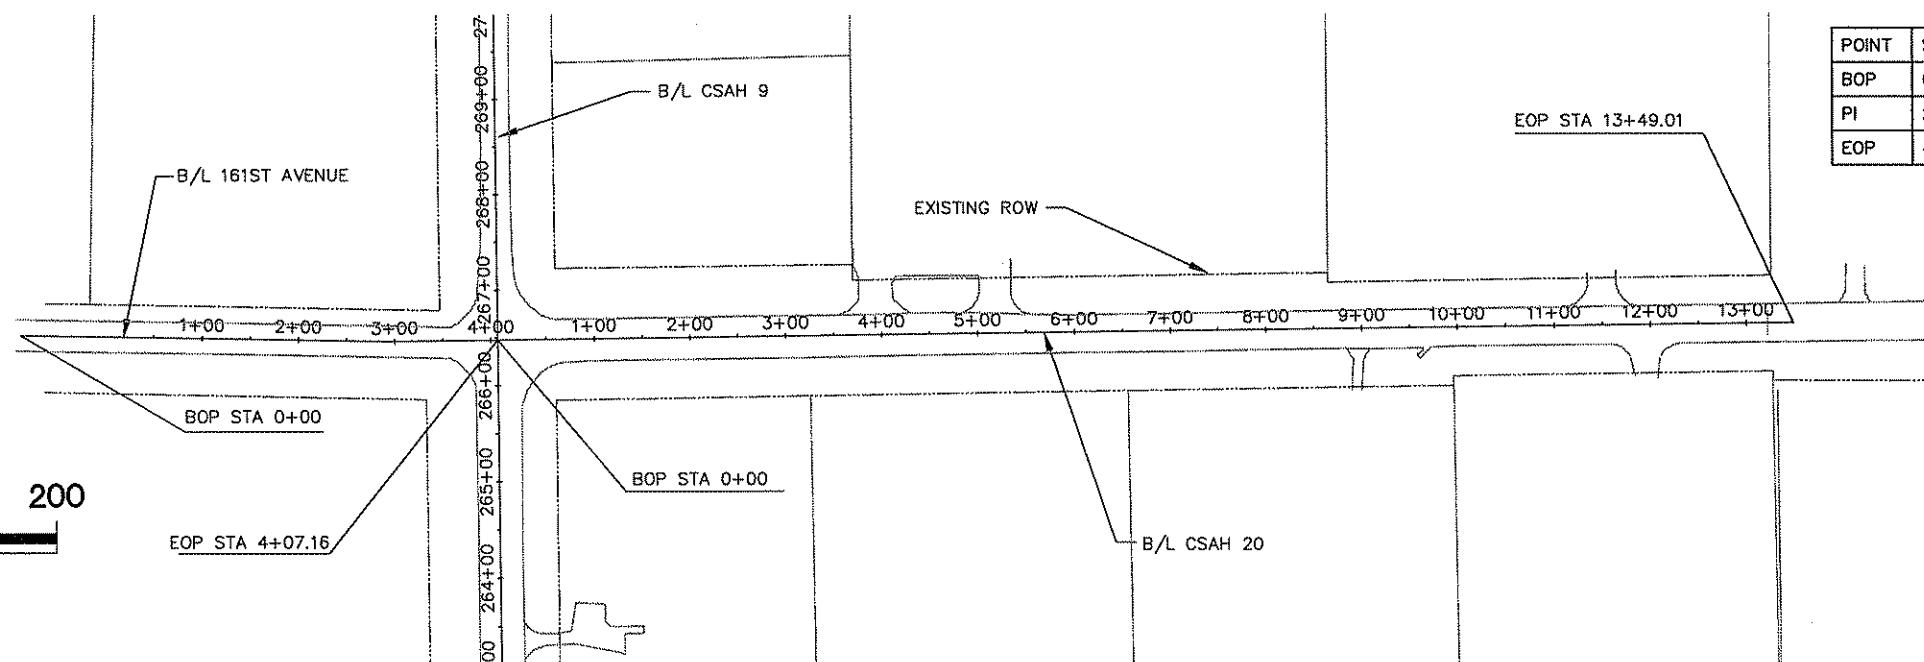 POINT
BOP
PI
EOP
B/L CSAH 9
EOP STA 13+49.01
B/L 161ST AVENUE
EXISTING ROW
269+00
268+00
267+00
266+00
265+00
264+00
1+00 2+00 3+00 4+00 1+00 2+00 3+00 4+00 5+00 6+00 7+00 8+00 9+00 10+00 11+00 12+00 13+00
BOP STA 0+00
BOP STA 0+00
200
EOP STA 4+07.16
B/L CSAH 20